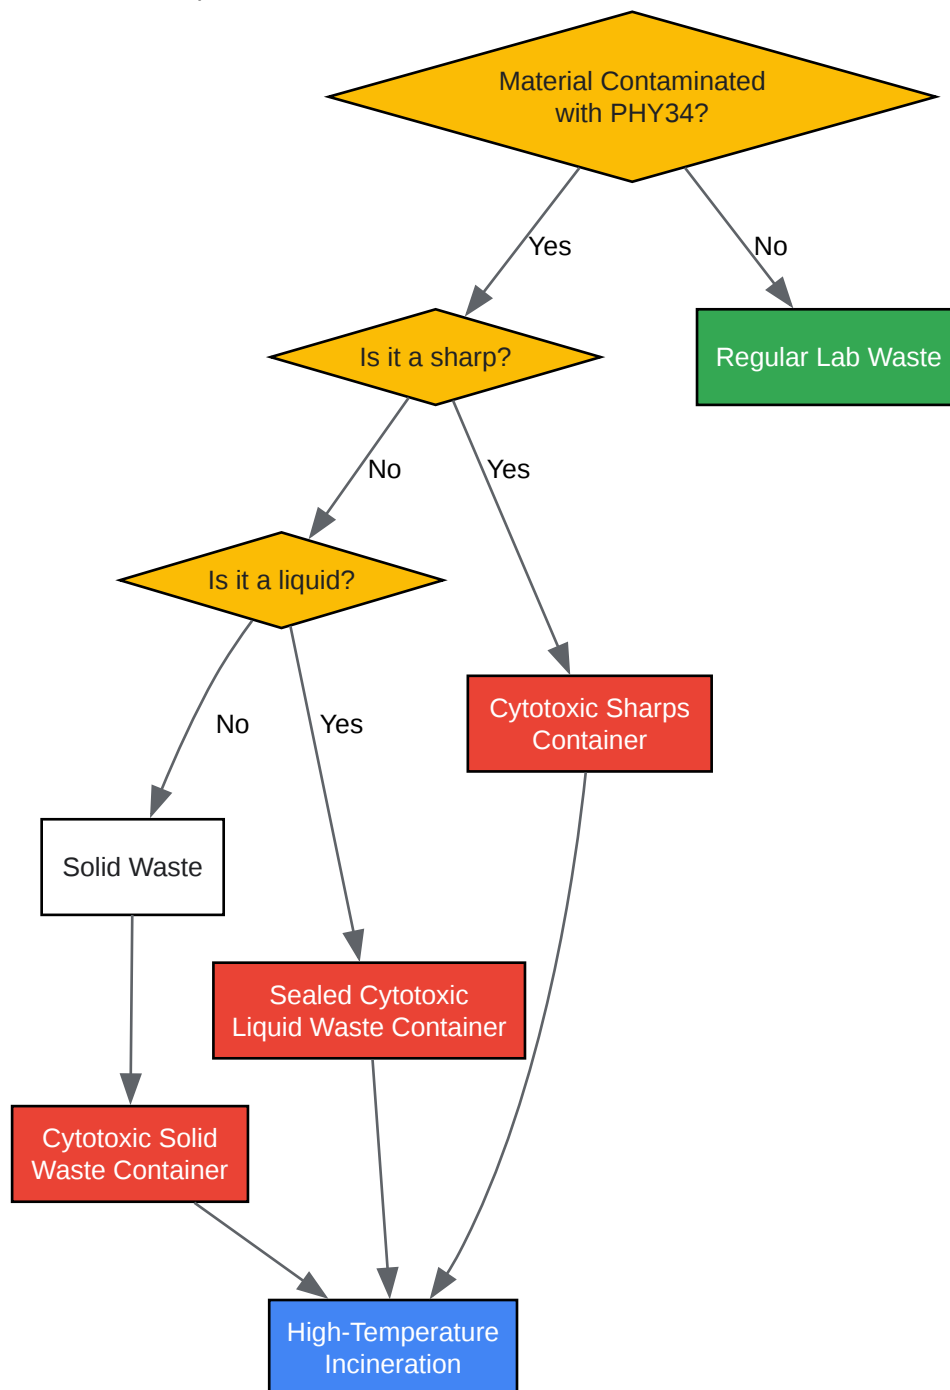 Material Contaminated
with PHY34?
Yes
No
Is it a sharp?
Regular Lab Waste
No
Yes
Is it a liquid?
Cytotoxic Sharps
Container
No
Yes
Solid Waste
Sealed Cytotoxic
Liquid Waste Container
Cytotoxic Solid
Waste Container
High-Temperature
Incineration